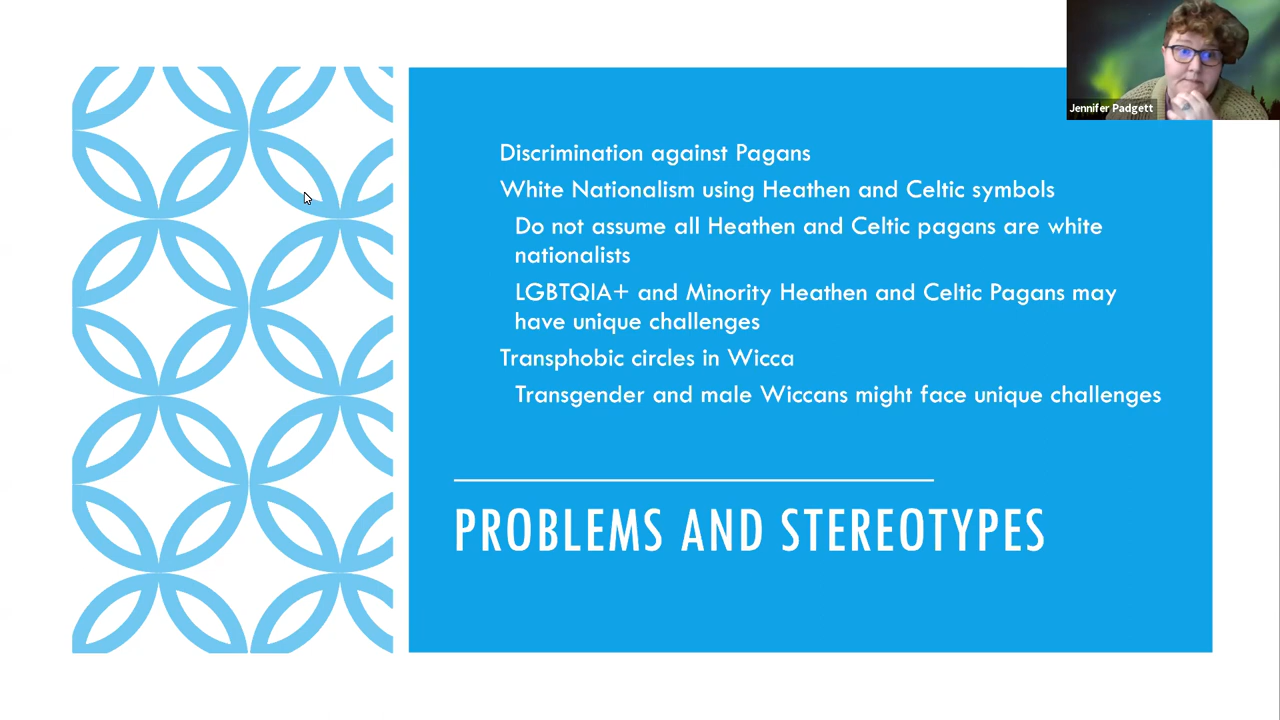 Jennifer Padgett
Discrimination against Pagans
White Nationalism using Heathen and Celtic symbols
Do not assume all Heathen and Celtic pagans are white
nationalists
LGBTQIA+ and Minority Heathen and Celtic Pagans may
have unique challenges
Transphobic circles in Wicca
Transgender and male Wiccans might face unique challenges
PROBLEMS AND STEREOTYPES